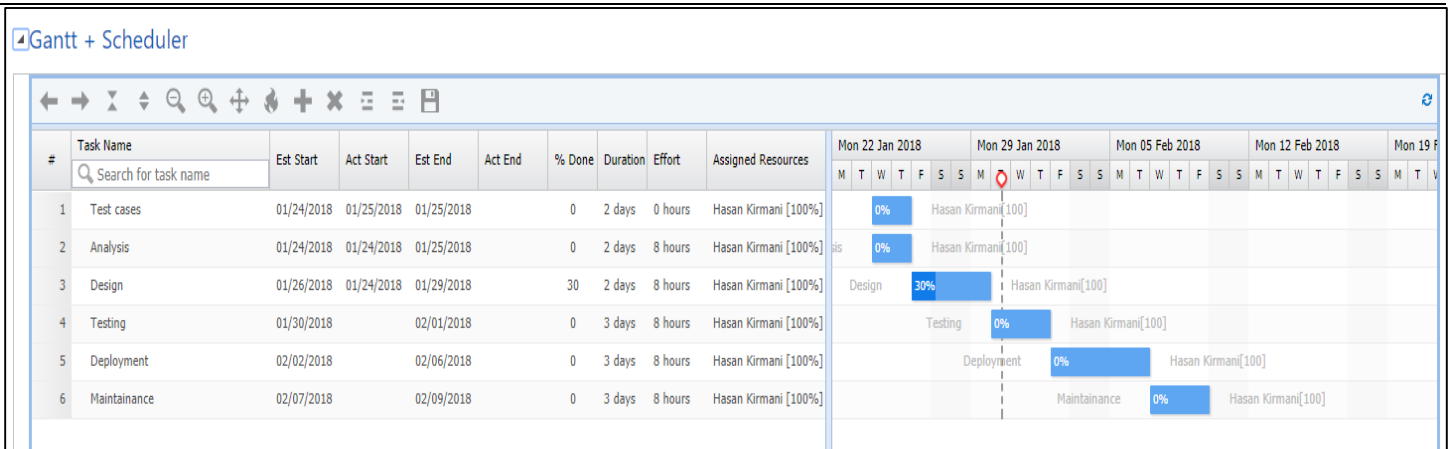 Gantt + Scheduler
# Task Name Est Start Act Start Est End Act End % Done Duration Effort Assigned Resources Mon 22 Jan 2018 Mon 29 Jan 2018 Mon 05 Feb 2018 Mon 12 Feb 2018 Mon 19 F
Search for task name M T W T F S S M T W T F S S M T W T F S S M T W T F S S M T W
1 Test cases 01/24/2018 01/25/2018 01/25/2018 0 2 days 0 hours Hasan Kirmani [100%] 0% Hasan Kirmani[100]
2 Analysis 01/24/2018 01/24/2018 01/25/2018 0 2 days 8 hours Hasan Kirmani [100%] sis 0% Hasan Kirmani[100]
3 Design 01/26/2018 01/24/2018 01/29/2018 30 2 days 8 hours Hasan Kirmani [100%] Design 30% Hasan Kirmani[100]
4 Testing 01/30/2018 02/01/2018 0 3 days 8 hours Hasan Kirmani [100%] Testing 0% Hasan Kirmani[100]
5 Deployment 02/02/2018 02/06/2018 0 3 days 8 hours Hasan Kirmani [100%] Deployment 0% Hasan Kirmani[100]
6 Maintainance 02/07/2018 02/09/2018 0 3 days 8 hours Hasan Kirmani [100%] Maintainance 0% Hasan Kirmani[100]